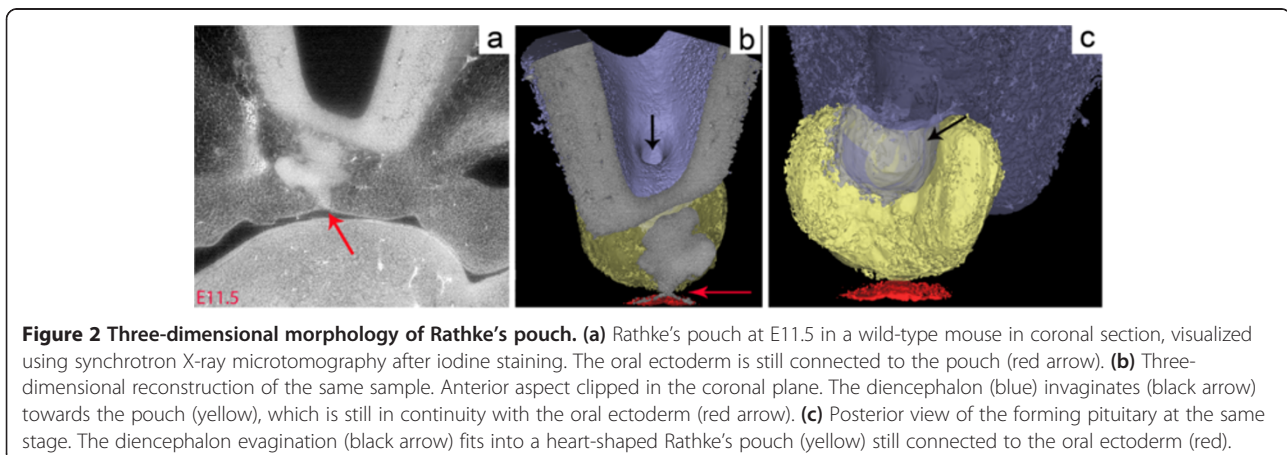 a
b
c
E11.5
Figure 2 Three-dimensional morphology of Rathke's pouch. (a) Rathke's pouch at E11.5 in a wild-type mouse in coronal section, visualized
using synchrotron X-ray microtomography after iodine staining. The oral ectoderm is still connected to the pouch (red arrow). (b) Three-
dimensional reconstruction of the same sample. Anterior aspect clipped in the coronal plane. The diencephalon (blue) invaginates (black arrow)
towards the pouch (yellow), which is still in continuity with the oral ectoderm (red arrow). (c) Posterior view of the forming pituitary at the same
stage. The diencephalon evagination (black arrow) fits into a heart-shaped Rathke's pouch (yellow) still connected to the oral ectoderm (red).